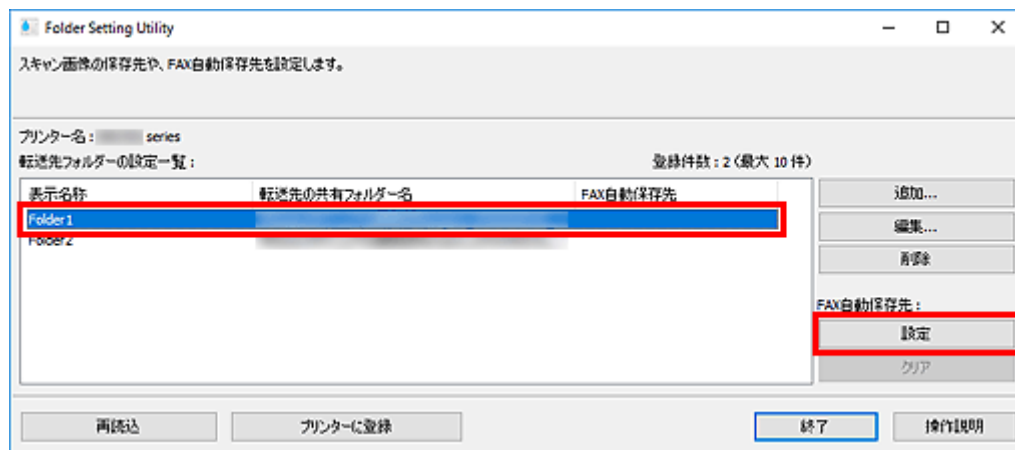 Folder Setting Utility
スキャン画像の保存先や、FAX自動保存先を設定します。
プリンター名： series
転送先フォルダーの設定一覧： 登録件数：2（最大 10 件）
表示名称 転送先の共有フォルダー名 FAX自動保存先
Folder1
Folder2
追加...
編集...
削除
FAX自動保存先：
設定
クリア
再読込 プリンターに登録 終了 操作説明